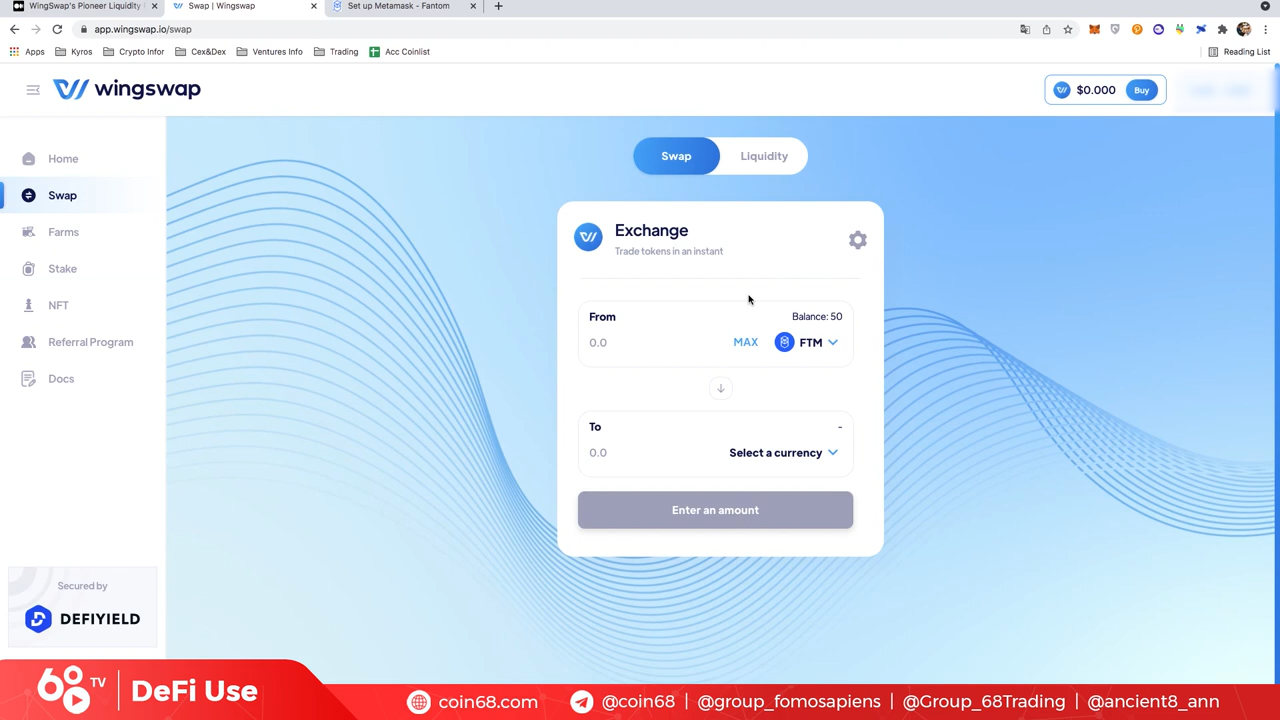 WingSwap's Pioneer Liquidity
Swap | Wingswap
Set up Metamask - Fantom
app.wingswap.io/swap
Apps
Kyros
Crypto Infor
Cex&Dex
Ventures Info
Trading
Acc Coinlist
Reading List
wingswap
$0.000
Buy
Home
Swap
Farms
Stake
NFT
Referral Program
Docs
Swap
Liquidity
Exchange
Trade tokens in an instant
From
Balance: 50
0.0
MAX
FTM
To
-
0.0
Select a currency
Enter an amount
Secured by
DEFIYIELD
68 TV
DeFi Use
coin68.com
@coin68 | @group_fomosapiens | @Group_68Trading | @ancient8_ann